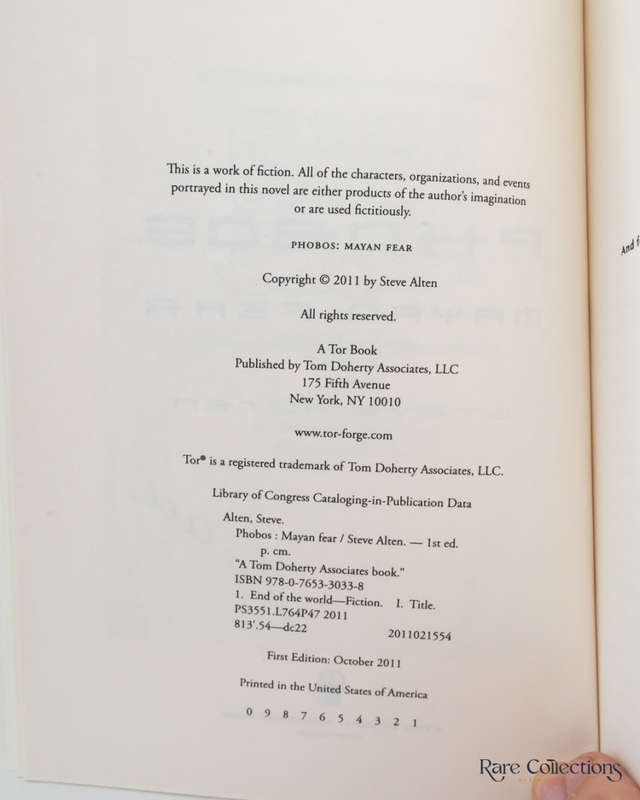 This is a work of fiction. All of the characters, organizations, and events
portrayed in this novel are either products of the author's imagination
or are used fictitiously.
PHOBOS: MAYAN FEAR
Copyright © 2011 by Steve Alten
All rights reserved.
A Tor Book
Published by Tom Doherty Associates, LLC
175 Fifth Avenue
New York, NY 10010
www.tor-forge.com
Tor® is a registered trademark of Tom Doherty Associates, LLC.
Library of Congress Cataloging-in-Publication Data
Alten, Steve.
Phobos : Mayan fear / Steve Alten. — 1st ed.
p. cm.
"A Tom Doherty Associates book."
ISBN 978-0-7653-3033-8
1. End of the world—Fiction. I. Title.
PS3551.L764P47 2011
813'.54—dc22 2011021554
First Edition: October 2011
Printed in the United States of America
0 9 8 7 6 5 4 3 2 1
And
Rare Collections